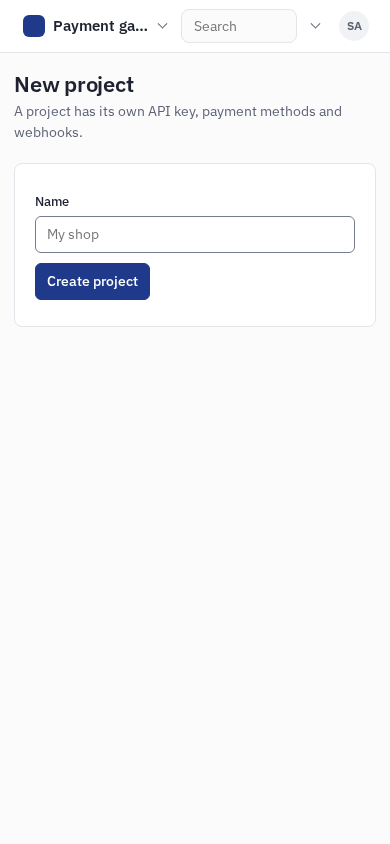 Payment ga...
Search
SA
New project
A project has its own API key, payment methods and
webhooks.
Name
My shop
Create project